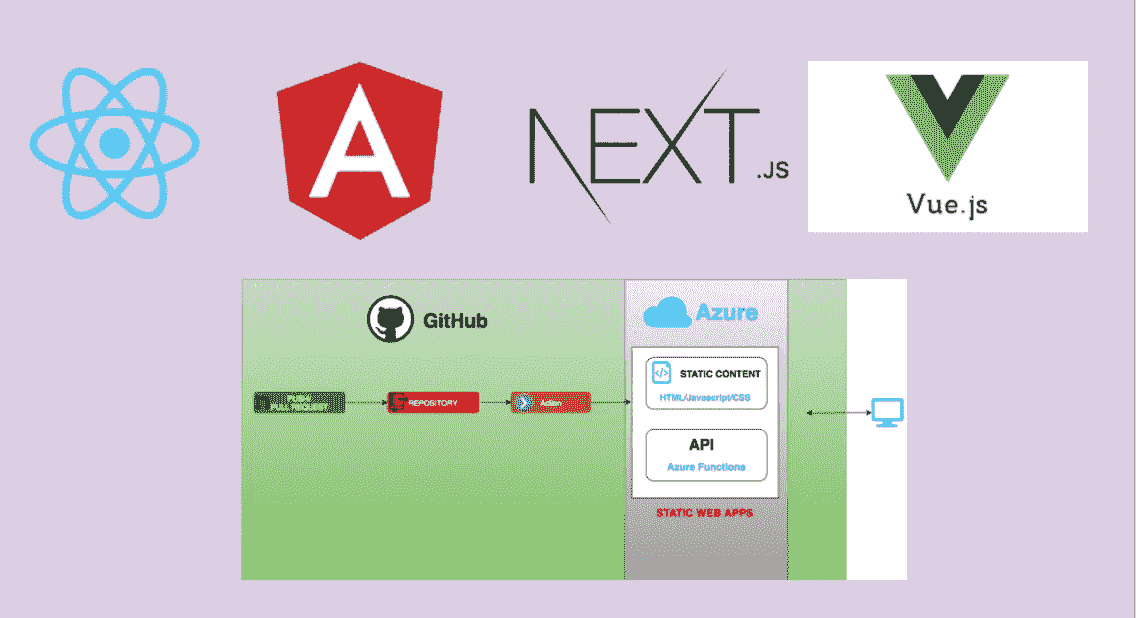 NEXT.JS
Vue.js
GitHub
Azure
STATIC CONTENT
HTML/Javascript/CSS
REPOSITORY
Action
API
Azure Functions
STATIC WEB APPS